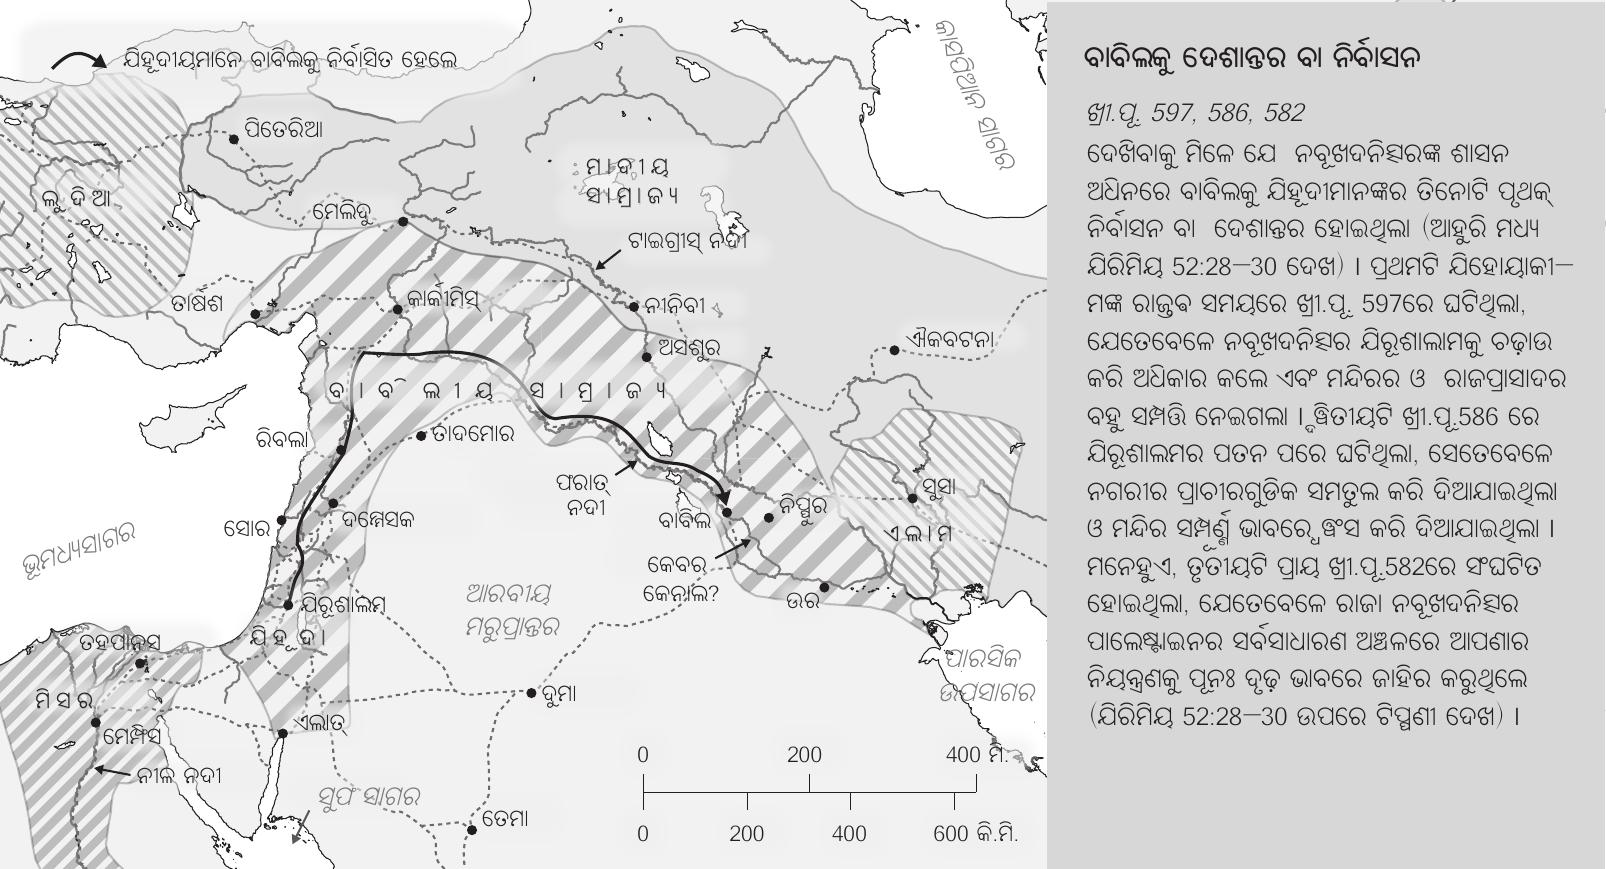 ଯିହୂଦୀୟମାନେ ବାବିଲକୁ ନିର୍ବାସିତ ହେଲେ
କାସପିଆନ ସାଗର
ପିତେରିଆ
ମାଦୀୟ
ସାମ୍ରାଜ୍ୟ
ଲୁଦିଆ
ମେଲିଦୁ
ଟାଇଗ୍ରୀସ୍ ନଦୀ
ତାର୍ଷଶ
କାର୍କୀମିସ୍
ନୀନିବୀ
ଅସଶୁର
ଐକବଟନା
ବାବିଲୀୟ ସାମ୍ରାଜ୍ୟ
ରିବଲା
ତାଦମୋର
ଫରାତ୍
ନଦୀ
ବାବିଲ
ନିପ୍ପୁର
ସୁସା
ଏଲାମ
ସୋର
ଦମ୍ମେସକ
ଭୂମଧ୍ୟସାଗର
କେବର
କେନାଲ?
ଉର
ଆରବୀୟ
ମରୁପ୍ରାନ୍ତର
ଯିରୂଶାଲମ
ଯିହୂଦା
ତହପାନ୍ସ
ପାରସିକ
ଉପସାଗର
ମିସର
ମେମ୍ଫିସ
ଏଲାତ୍
ଦୁମା
ନୀଳ ନଦୀ
ସୁଫ ସାଗର
ତେମା
0 200 400 ମି.
0 200 400 600 କି.ମି.
ବାବିଲକୁ ଦେଶାନ୍ତର ବା ନିର୍ବାସନ
ଖ୍ରୀ.ପୂ. 597, 586, 582
ଦେଖିବାକୁ ମିଳେ ଯେ ନବୂଖଦନିତ୍ସରଙ୍କ ଶାସନ
ଅଧିନରେ ବାବିଲକୁ ଯିହୂଦୀମାନଙ୍କର ତିନୋଟି ପୃଥକ୍
ନିର୍ବାସନ ବା ଦେଶାନ୍ତର ହୋଇଥିଲା (ଆହୁରି ମଧ୍ୟ
ଯିରିମିୟ 52:28–30 ଦେଖ) । ପ୍ରଥମଟି ଯିହୋୟାକୀ–
ମଙ୍କ ରାଜତ୍ଵ ସମୟରେ ଖ୍ରୀ.ପୂ. 597ରେ ଘଟିଥିଲା,
ଯେତେବେଳେ ନବୂଖଦନିତ୍ସର ଯିରୂଶାଲାମକୁ ଚଢ଼ାଉ
କରି ଅଧିକାର କଲେ ଏବଂ ମନ୍ଦିରର ଓ ରାଜପ୍ରାସାଦର
ବହୁ ସମ୍ପତ୍ତି ନେଇଗଲା । ଦ୍ଵିତୀୟଟି ଖ୍ରୀ.ପୂ.586 ରେ
ଯିରୂଶାଲମର ପତନ ପରେ ଘଟିଥିଲା, ସେତେବେଳେ
ନଗରୀର ପ୍ରାଚୀରଗୁଡିକ ସମତୁଲ କରି ଦିଆଯାଇଥିଲା
ଓ ମନ୍ଦିର ସମ୍ପୂର୍ଣ୍ଣ ଭାବରେ ଧ୍ଵଂସ କରି ଦିଆଯାଇଥିଲା ।
ମନେହୁଏ, ତୃତୀୟଟି ପ୍ରାୟ ଖ୍ରୀ.ପୂ.582ରେ ସଂଘଟିତ
ହୋଇଥିଲା, ଯେତେବେଳେ ରାଜା ନବୂଖଦନିତ୍ସର
ପାଲେଷ୍ଟାଇନର ସର୍ବସାଧାରଣ ଅଞ୍ଚଳରେ ଆପଣାର
ନିୟନ୍ତ୍ରଣକୁ ପୂନଃ ଦୃଢ଼ ଭାବରେ ଜାହିର କରୁଥିଲେ
(ଯିରିମିୟ 52:28–30 ଉପରେ ଟିପ୍ପଣୀ ଦେଖ) ।